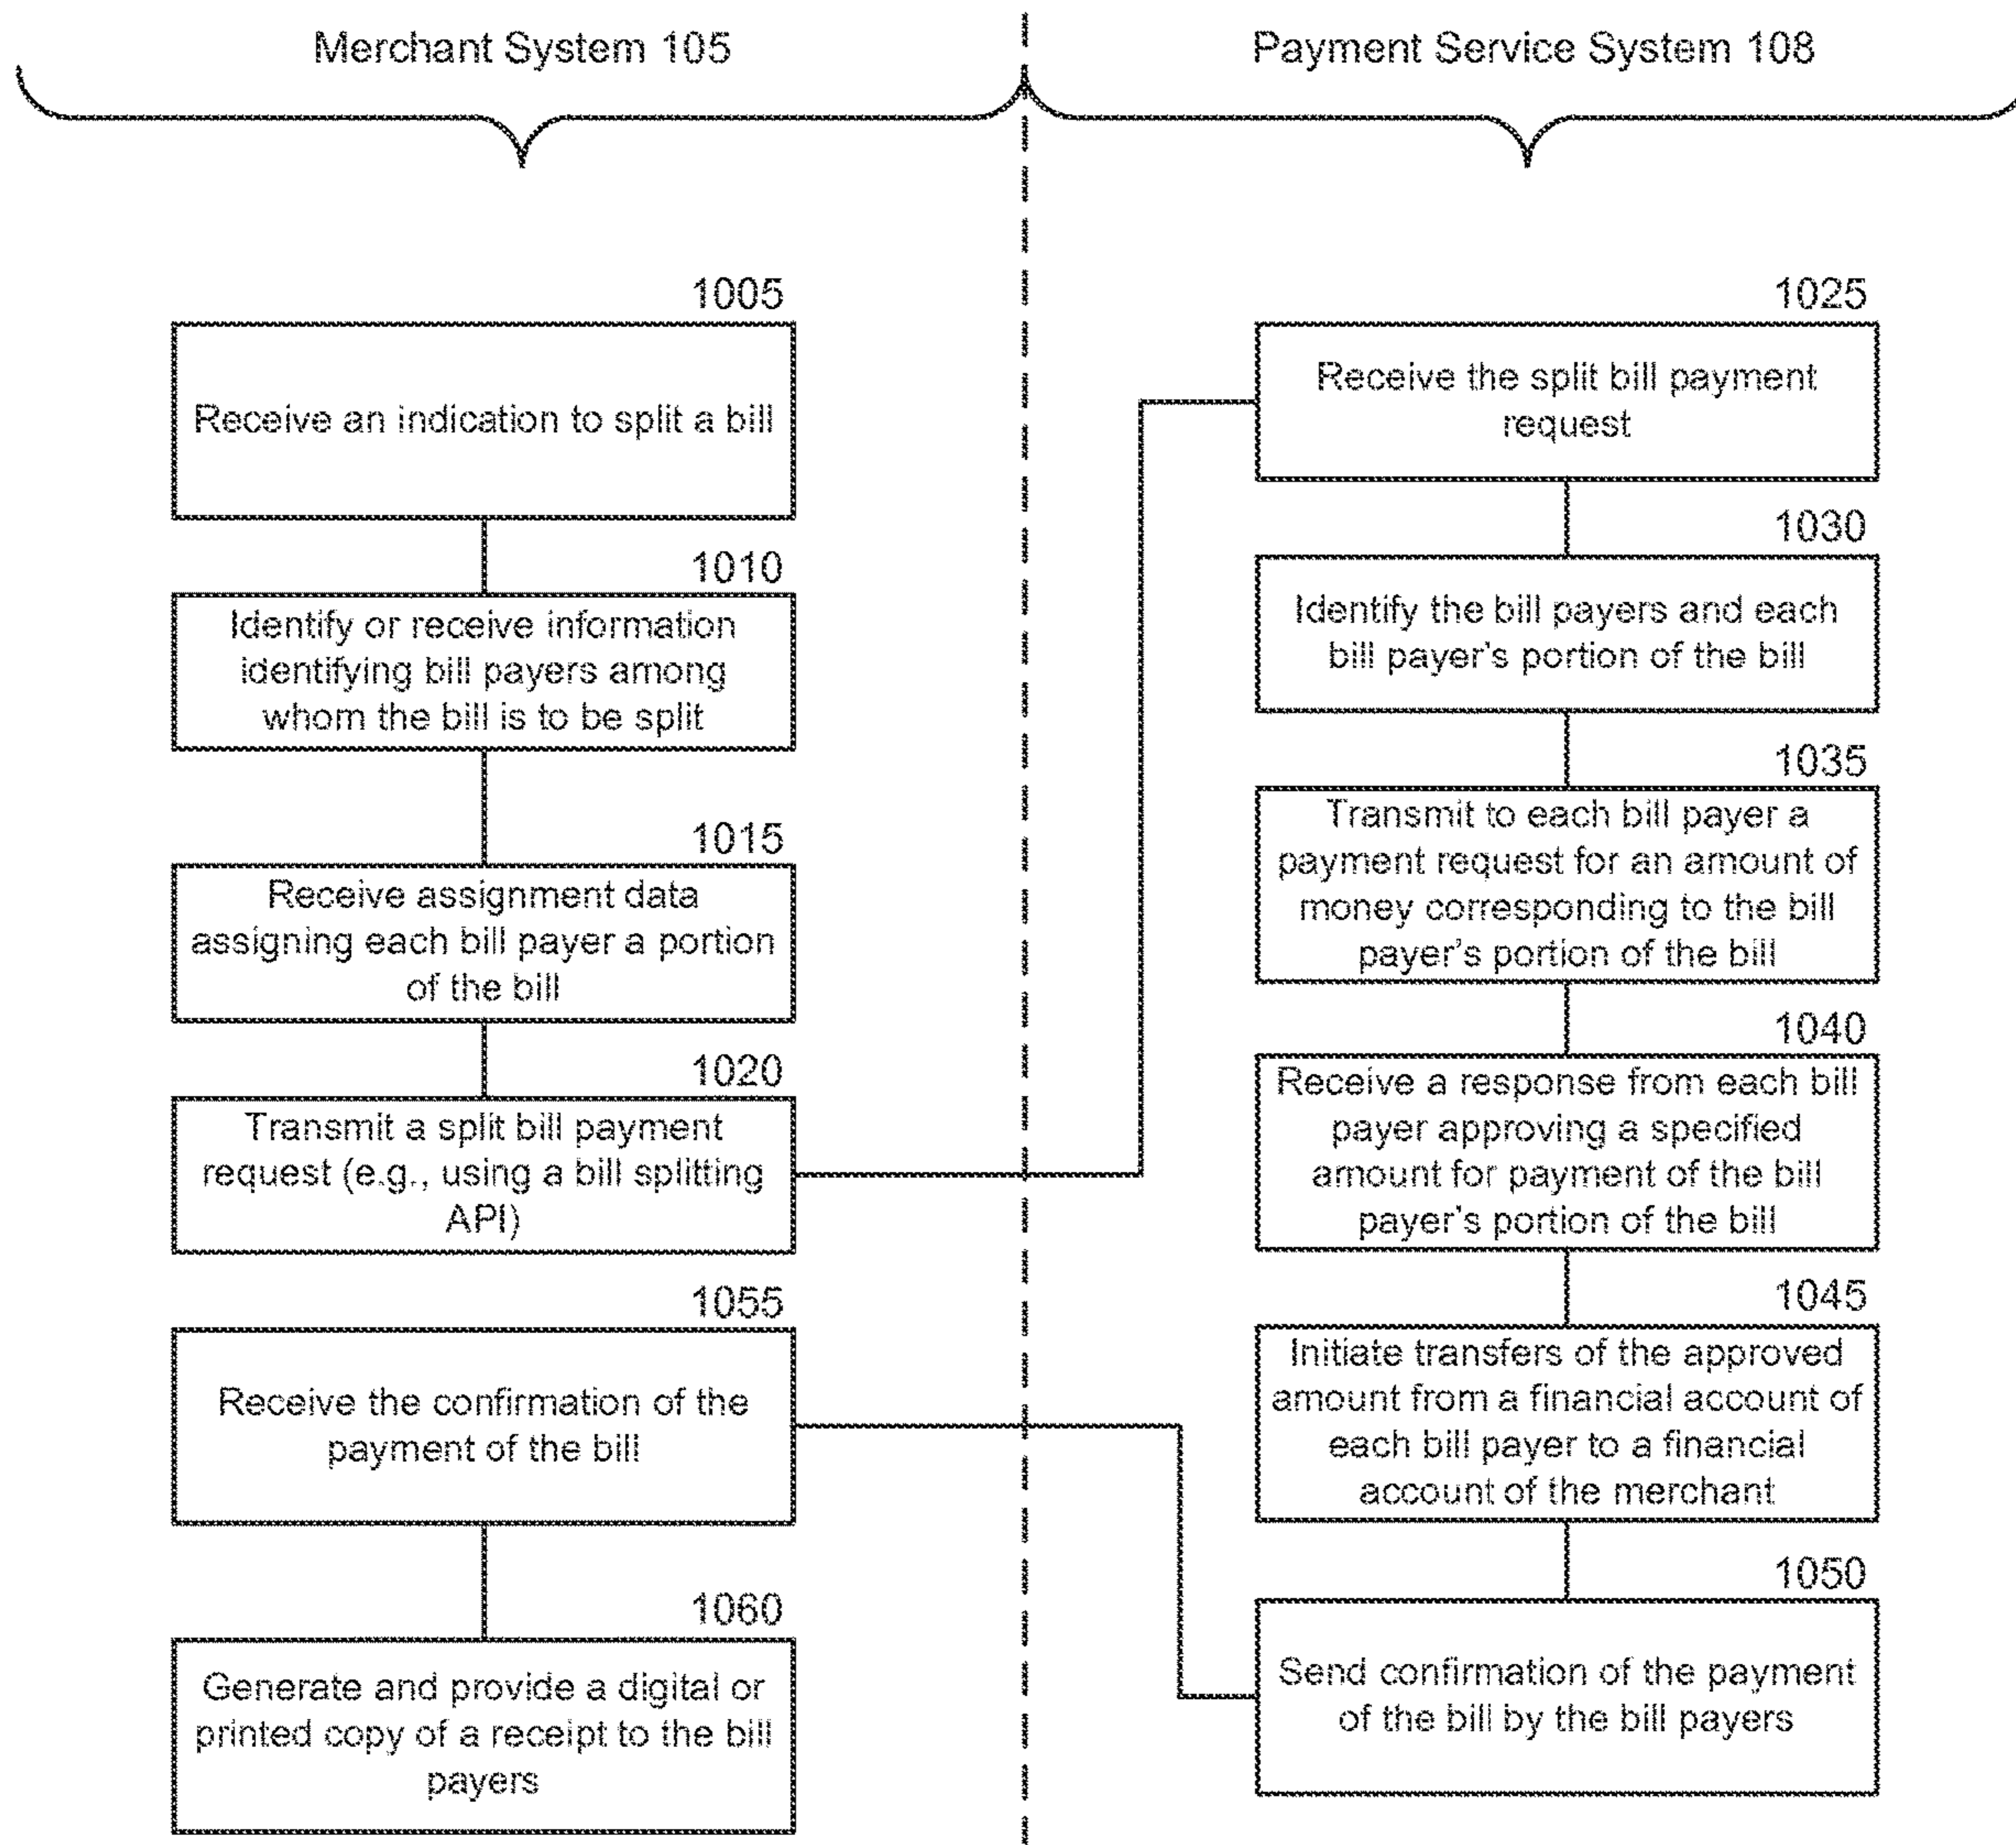 Merchant System 105
Payment Service System 108
1005
Receive an indication to split a bill
1010
Identify or receive information
identifying bill payers among
whom the bill is to be split
1015
Receive assignment data
assigning each bill payer a portion
of the bill
1020
Transmit a split bill payment
request (e.g., using a bill splitting
API)
1055
Receive the confirmation of the
payment of the bill
1060
Generate and provide a digital or
printed copy of a receipt to the bill
payers
1025
Receive the split bill payment
request
1030
Identify the bill payers and each
bill payer's portion of the bill
1035
Transmit to each bill payer a
payment request for an amount of
money corresponding to the bill
payer's portion of the bill
1040
Receive a response from each bill
payer approving a specified
amount for payment of the bill
payer's portion of the bill
1045
Initiate transfers of the approved
amount from a financial account of
each bill payer to a financial
account of the merchant
1050
Send confirmation of the payment
of the bill by the bill payers